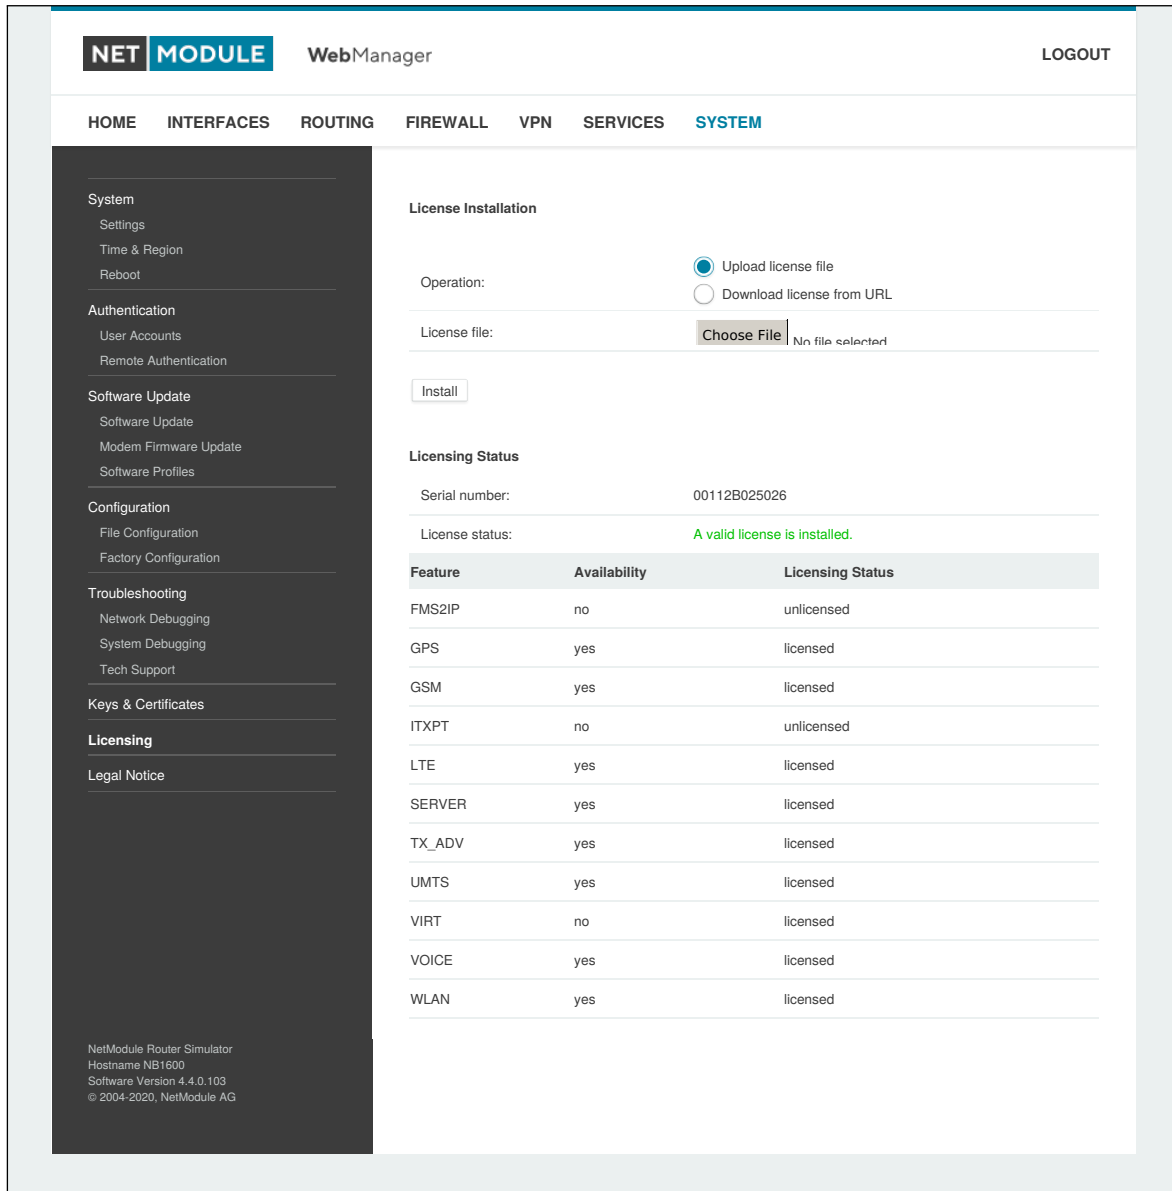 NET MODULE WebManager LOGOUT
HOME INTERFACES ROUTING FIREWALL VPN SERVICES SYSTEM
System
Settings
Time & Region
Reboot
Authentication
User Accounts
Remote Authentication
Software Update
Software Update
Modem Firmware Update
Software Profiles
Configuration
File Configuration
Factory Configuration
Troubleshooting
Network Debugging
System Debugging
Tech Support
Keys & Certificates
Licensing
Legal Notice
NetModule Router Simulator
Hostname NB1600
Software Version 4.4.0.103
© 2004-2020, NetModule AG
License Installation
Operation:
Upload license file
Download license from URL
License file: Choose File No file selected
Install
Licensing Status
Serial number: 00112B025026
License status: A valid license is installed.
Feature Availability Licensing Status
FMS2IP no unlicensed
GPS yes licensed
GSM yes licensed
ITXPT no unlicensed
LTE yes licensed
SERVER yes licensed
TX_ADV yes licensed
UMTS yes licensed
VIRT no licensed
VOICE yes licensed
WLAN yes licensed